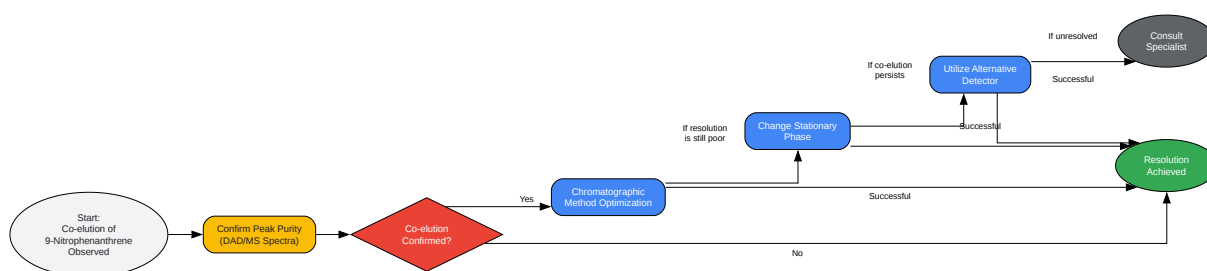 Start:
Co-elution of
9-Nitrophenanthrene
Observed
Confirm Peak Purity
(DAD/MS Spectra)
Co-elution
Confirmed?
Yes
No
Chromatographic
Method Optimization
If resolution
is still poor
Successful
Change Stationary
Phase
If co-elution
persists
Successful
Utilize Alternative
Detector
If unresolved
Successful
Consult
Specialist
Resolution
Achieved